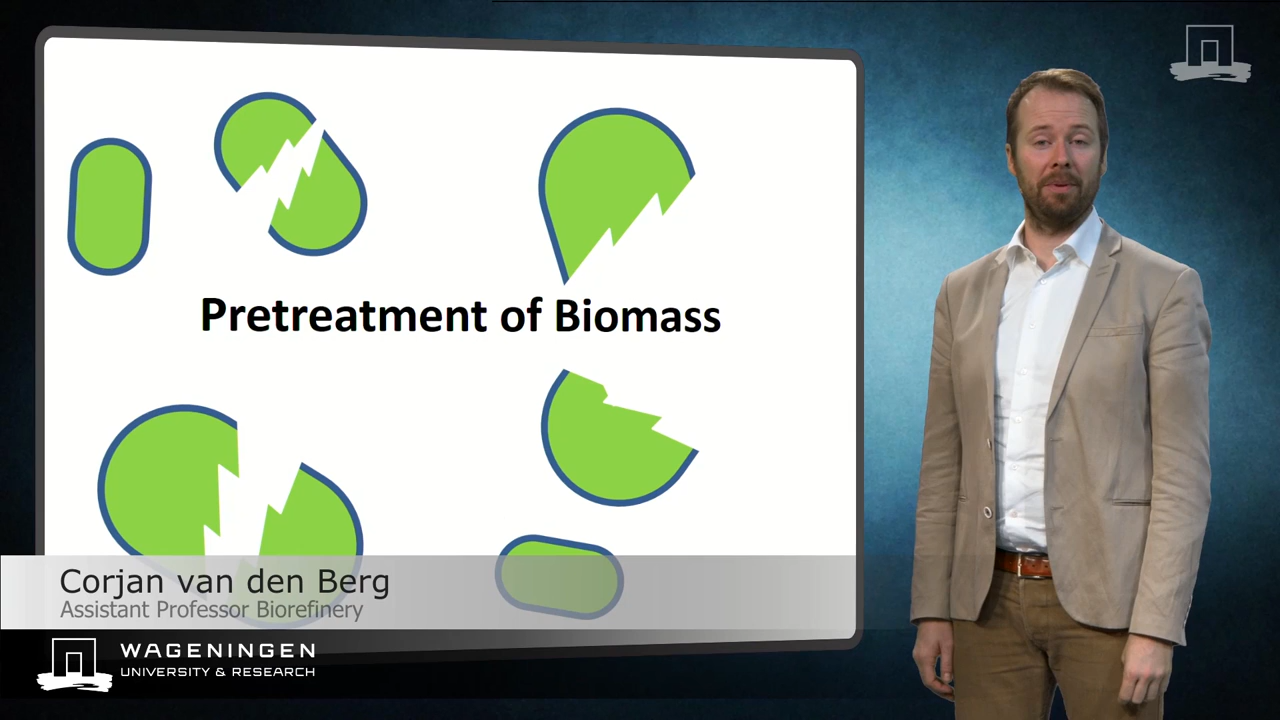 Pretreatment of Biomass
Corjan van den Berg
Assistant Professor Biorefinery
WAGENINGEN
UNIVERSITY & RESEARCH